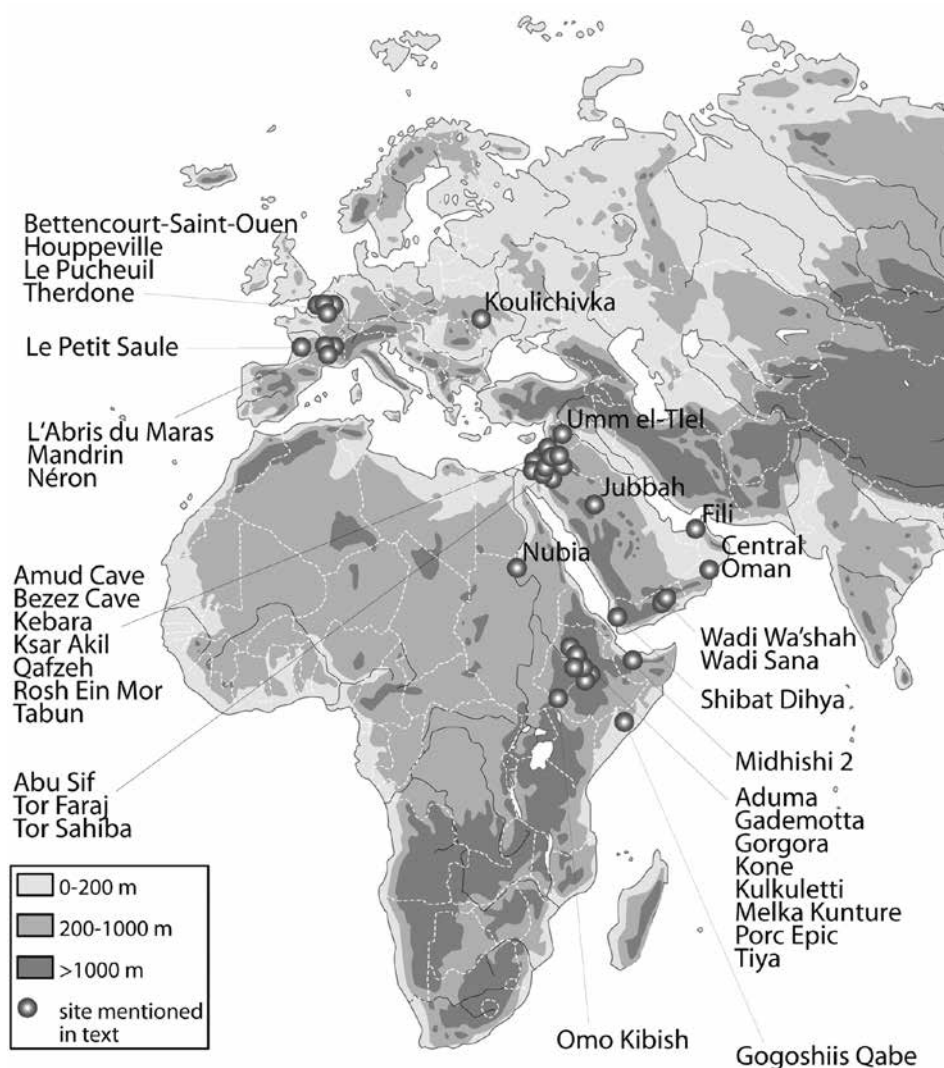 Bettencourt-Saint-Ouen
Houppeville
Le Pucheuil
Therdone
Koulichivka
Le Petit Saule
L'Abris du Maras
Mandrin
Néron
Umm el-Tlel
Jubbah
Fili
Central
Oman
Nubia
Amud Cave
Bezez Cave
Kebara
Ksar Akil
Qafzeh
Rosh Ein Mor
Tabun
Wadi Wa'shah
Wadi Sana
Shibat Dihya
Abu Sif
Tor Faraj
Tor Sahiba
Midhishi 2
Aduma
Gademotta
Gorgora
Kone
Kulkuletti
Melka Kunture
Porc Epic
Tiya
0-200 m
200-1000 m
>1000 m
site mentioned
in text
Omo Kibish
Gogoshiis Qabe